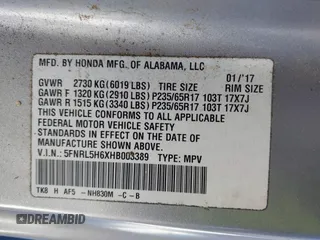 MFD. BY HONDA MFG. OF ALABAMA, LLC
01/'17
GVWR 2730 KG(6019 LBS) TIRE SIZE RIM SIZE
GAWR F 1320 KG(2910 LBS) P235/65R17 103T 17X7J
GAWR R 1515 KG(3340 LBS) P235/65R17 103T 17X7J
THIS VEHICLE CONFORMS TO ALL APPLICABLE
FEDERAL MOTOR VEHICLE SAFETY AND THEFT
PREVENTION STANDARDS IN EFFECT ON THE DATE OF
MANUFACTURE SHOWN ABOVE.
V.I.N.: 5FNRL5H6XHB003389 TYPE: MPV
TK8 H AF5 -NH830M -C-B
DREAMBID